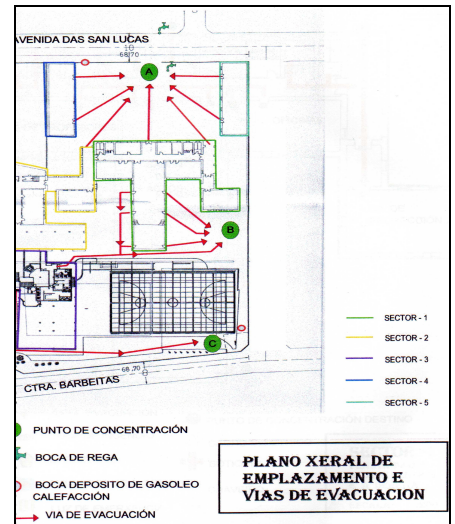 AVENIDA DAS SAN LUCAS
10
68.70
A
B
C
SECTOR - 1
SECTOR - 2
SECTOR - 3
SECTOR - 4
SECTOR - 5
68.70
8
CTRA. BARBEITAS
PUNTO DE CONCENTRACIÓN
BOCA DE REGA
BOCA DEPOSITO DE GASOLEO
CALEFACCIÓN
VIA DE EVACUACIÓN
PLANO XERAL DE
EMPLAZAMENTO E
VIAS DE EVACUACION